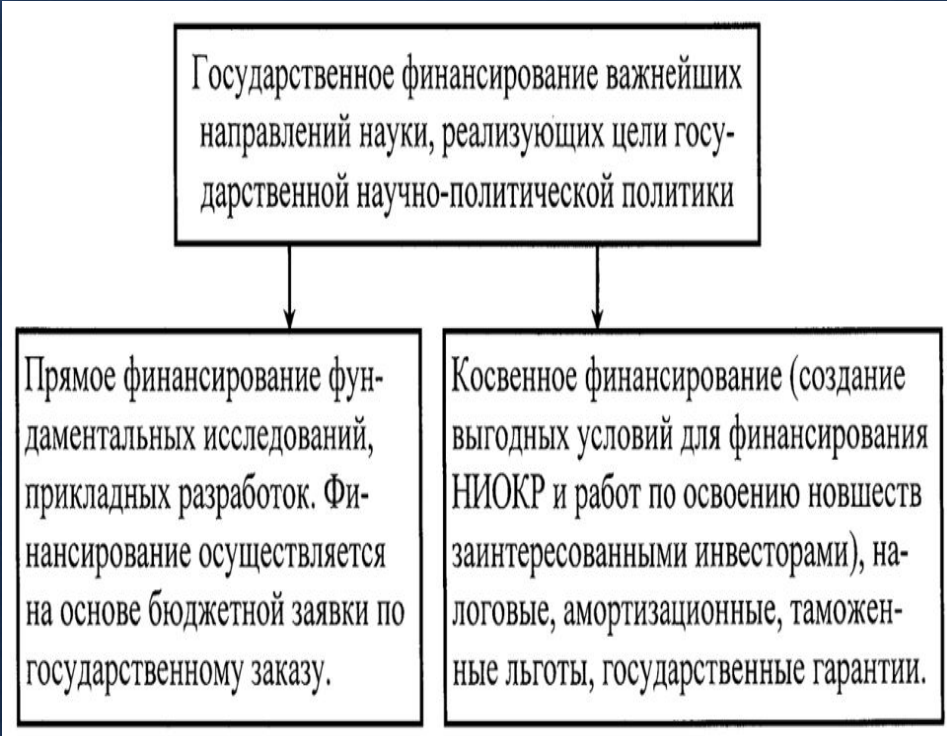 Государственное финансирование важнейших
направлений науки, реализующих цели госу-
дарственной научно-политической политики
Прямое финансирование фун-
даментальных исследований,
прикладных разработок. Фи-
нансирование осуществляется
на основе бюджетной заявки по
государственному заказу.
Косвенное финансирование (создание
выгодных условий для финансирования
НИОКР и работ по освоению новшеств
заинтересованными инвесторами), на-
логовые, амортизационные, таможен-
ные льготы, государственные гарантии.